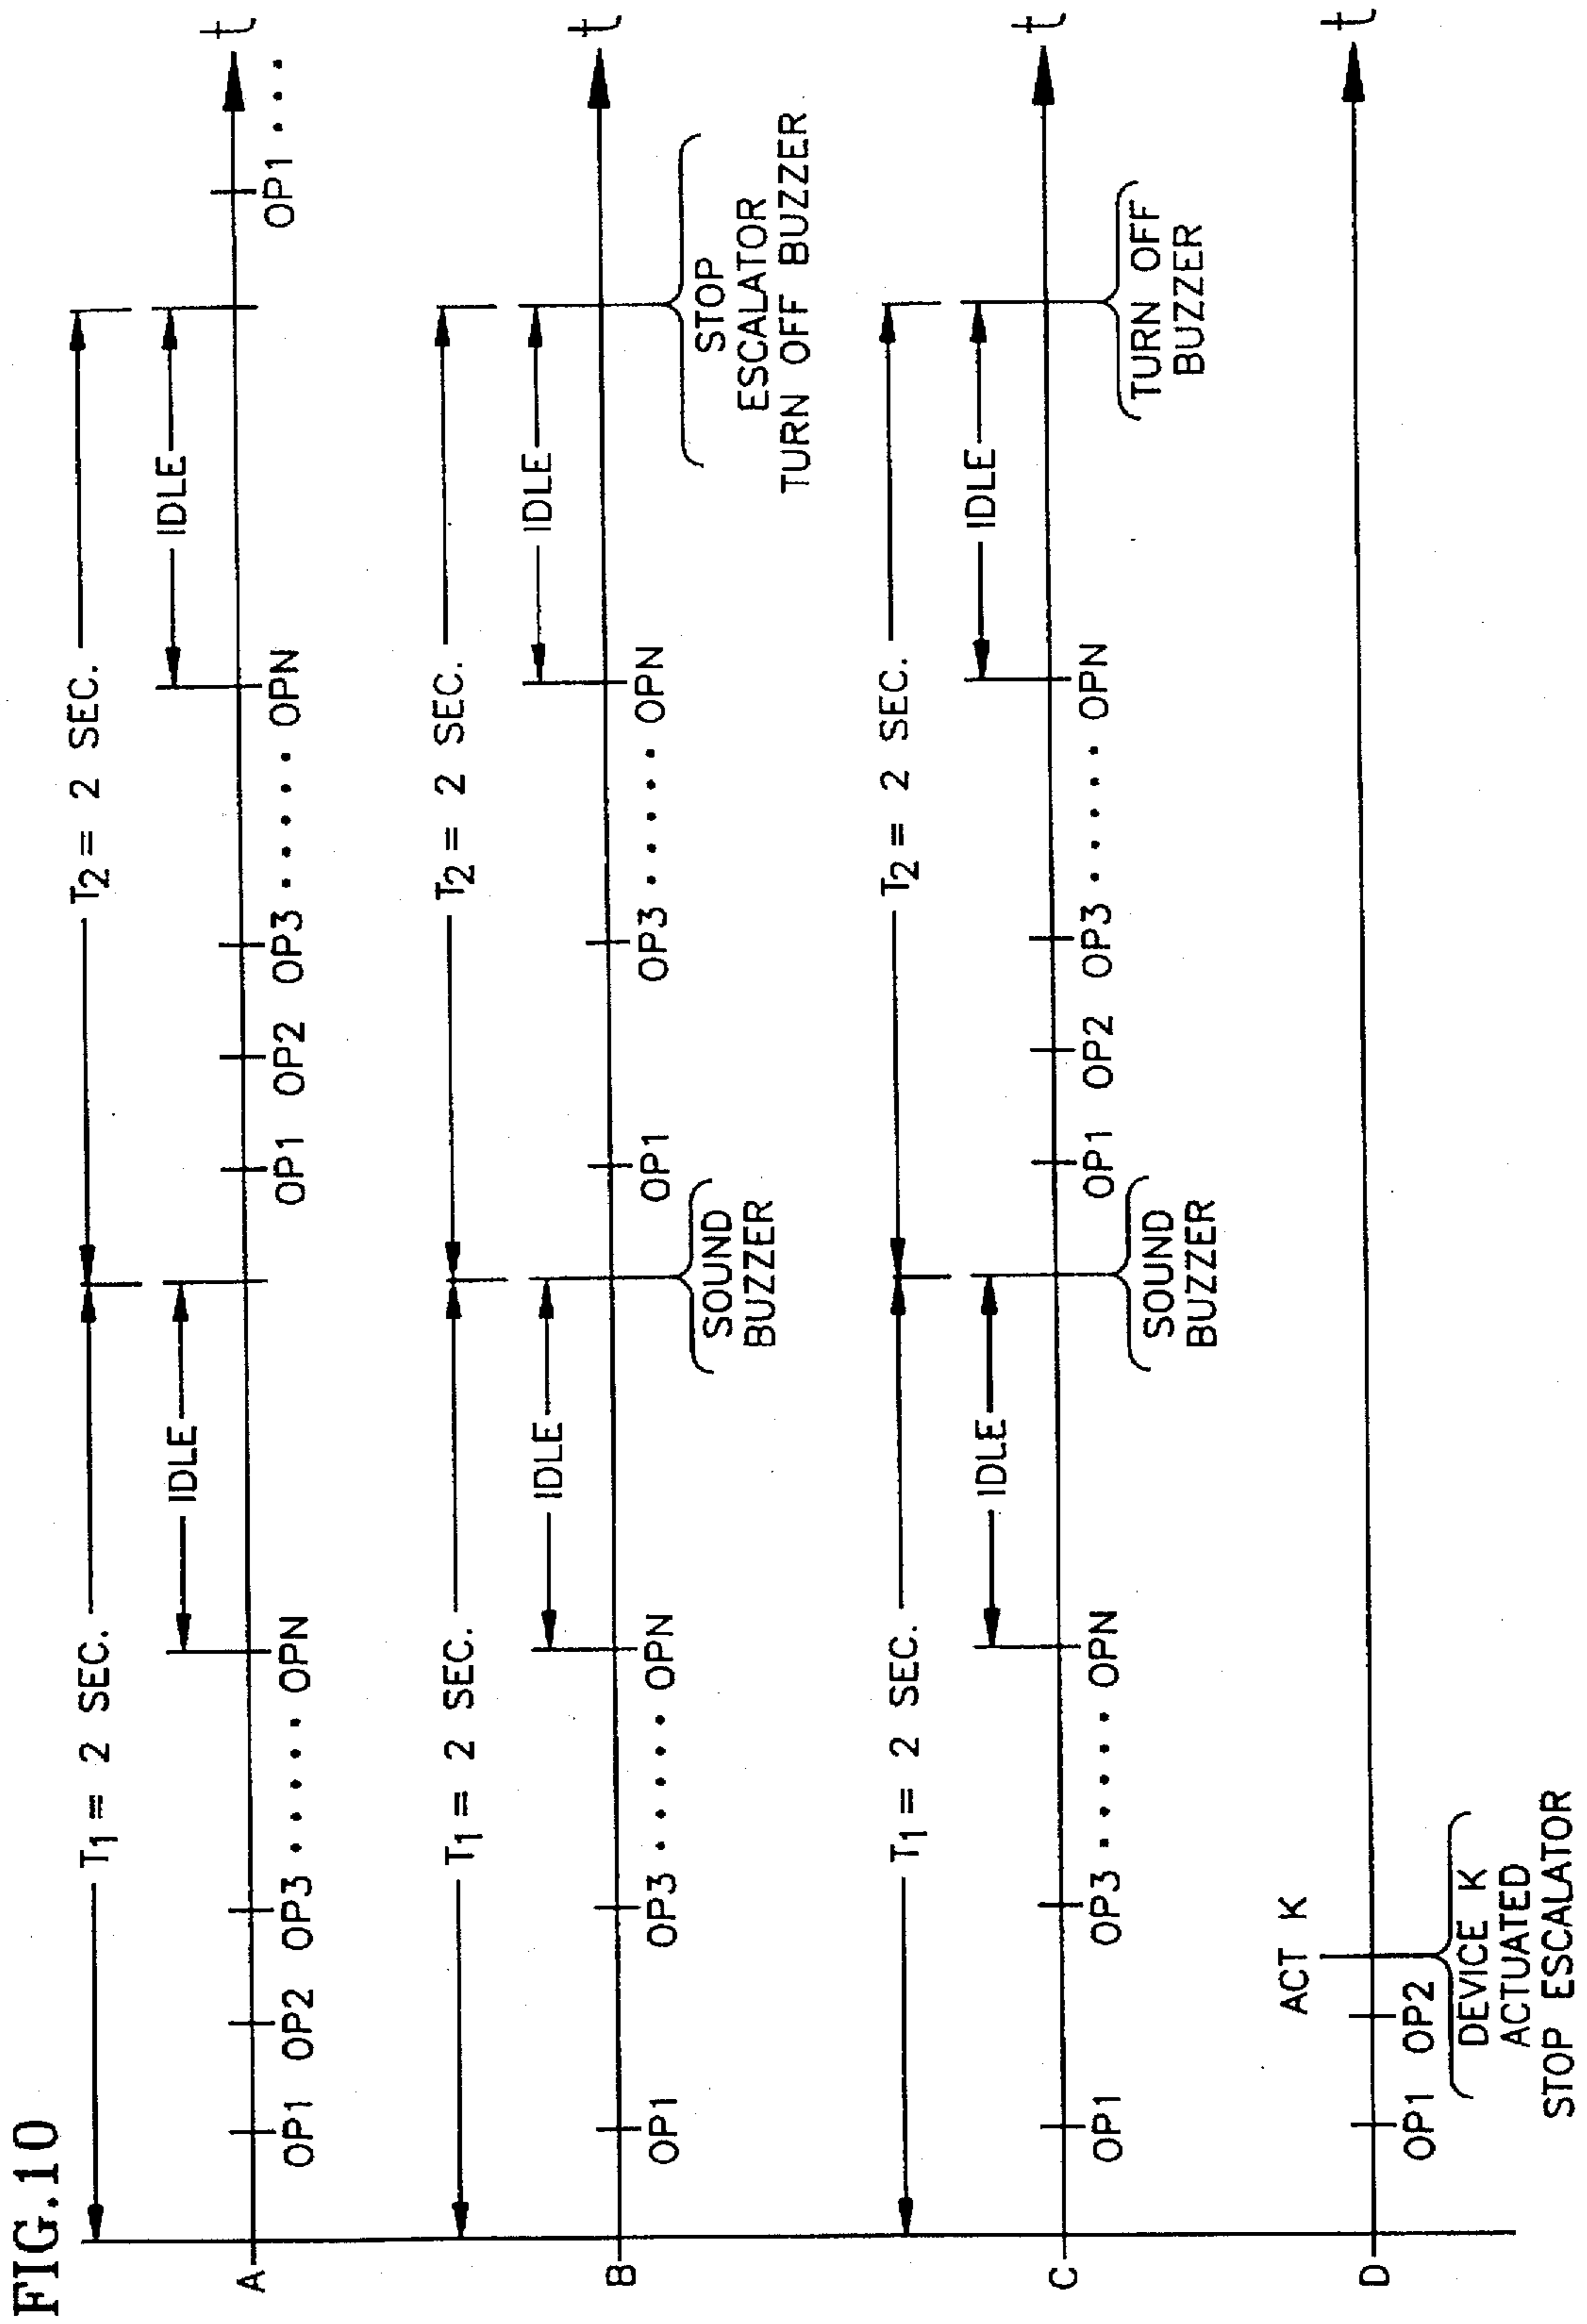 FIG.10
T1 = 2 SEC. T2 = 2 SEC.
IDLE IDLE
A t
OP1 OP2 OP3 ..... OPN OP1 OP2 OP3 ..... OPN OP1 ...
T1 = 2 SEC. T2 = 2 SEC.
IDLE IDLE
B t
OP1 OP3 ..... OPN OP1 OP3 ..... OPN
SOUND
BUZZER
STOP
ESCALATOR
TURN OFF BUZZER
T1 = 2 SEC. T2 = 2 SEC.
IDLE IDLE
C t
OP1 OP3 ..... OPN OP1 OP2 OP3 ..... OPN
SOUND
BUZZER
TURN OFF
BUZZER
ACT K
D t
OP1 OP2
DEVICE K
ACTUATED
STOP ESCALATOR